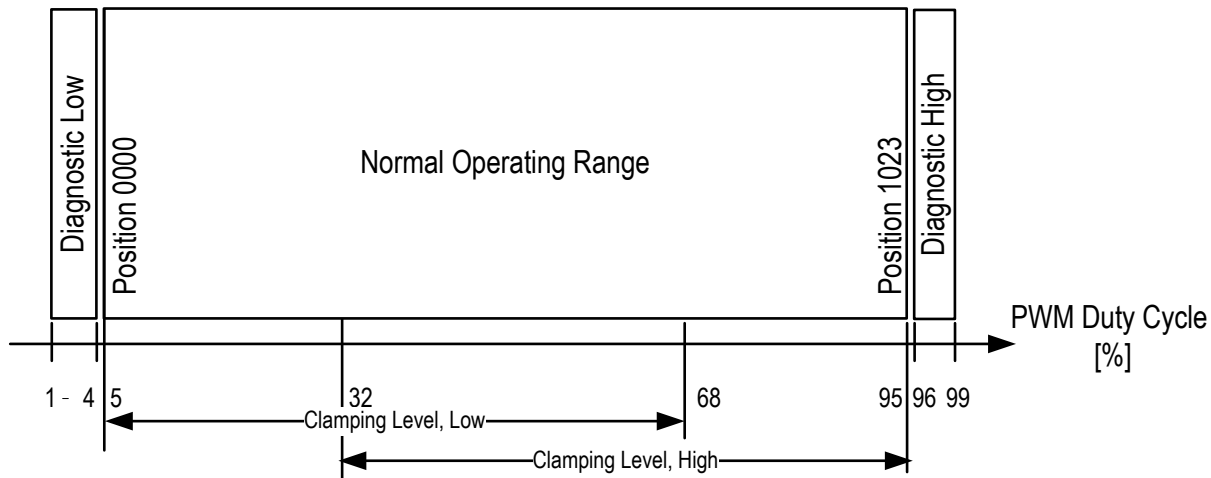 Diagnostic Low
Position 0000
Normal Operating Range
Position 1023
Diagnostic High
PWM Duty Cycle
[%]
1 - 4 5 32 68 95 96 99
Clamping Level, Low
Clamping Level, High